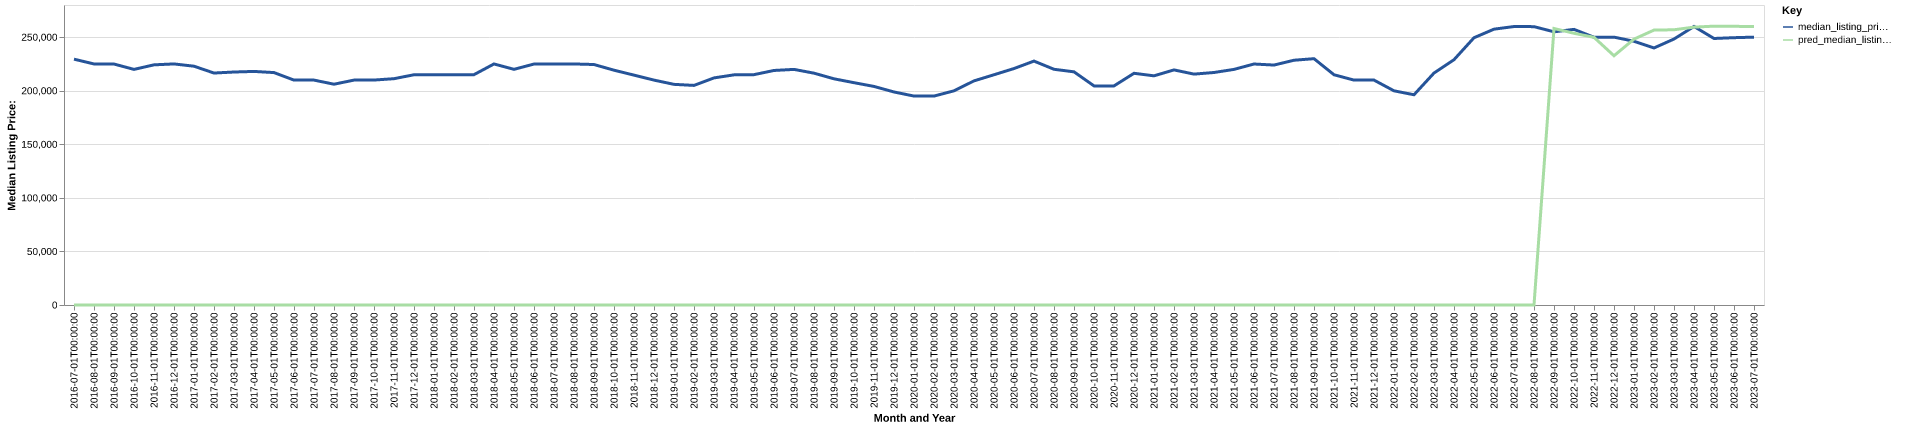 Key
median_listing_pri...
pred_median_listin...
Median Listing Price:
250,000
200,000
150,000
100,000
50,000
0
2016-07-01T00:00:00
2016-08-01T00:00:00
2016-09-01T00:00:00
2016-10-01T00:00:00
2016-11-01T00:00:00
2016-12-01T00:00:00
2017-01-01T00:00:00
2017-02-01T00:00:00
2017-03-01T00:00:00
2017-04-01T00:00:00
2017-05-01T00:00:00
2017-06-01T00:00:00
2017-07-01T00:00:00
2017-08-01T00:00:00
2017-09-01T00:00:00
2017-10-01T00:00:00
2017-11-01T00:00:00
2017-12-01T00:00:00
2018-01-01T00:00:00
2018-02-01T00:00:00
2018-03-01T00:00:00
2018-04-01T00:00:00
2018-05-01T00:00:00
2018-06-01T00:00:00
2018-07-01T00:00:00
2018-08-01T00:00:00
2018-09-01T00:00:00
2018-10-01T00:00:00
2018-11-01T00:00:00
2018-12-01T00:00:00
2019-01-01T00:00:00
2019-02-01T00:00:00
2019-03-01T00:00:00
2019-04-01T00:00:00
2019-05-01T00:00:00
2019-06-01T00:00:00
2019-07-01T00:00:00
2019-08-01T00:00:00
2019-09-01T00:00:00
2019-10-01T00:00:00
2019-11-01T00:00:00
2019-12-01T00:00:00
2020-01-01T00:00:00
2020-02-01T00:00:00
2020-03-01T00:00:00
2020-04-01T00:00:00
2020-05-01T00:00:00
2020-06-01T00:00:00
2020-07-01T00:00:00
2020-08-01T00:00:00
2020-09-01T00:00:00
2020-10-01T00:00:00
2020-11-01T00:00:00
2020-12-01T00:00:00
2021-01-01T00:00:00
2021-02-01T00:00:00
2021-03-01T00:00:00
2021-04-01T00:00:00
2021-05-01T00:00:00
2021-06-01T00:00:00
2021-07-01T00:00:00
2021-08-01T00:00:00
2021-09-01T00:00:00
2021-10-01T00:00:00
2021-11-01T00:00:00
2021-12-01T00:00:00
2022-01-01T00:00:00
2022-02-01T00:00:00
2022-03-01T00:00:00
2022-04-01T00:00:00
2022-05-01T00:00:00
2022-06-01T00:00:00
2022-07-01T00:00:00
2022-08-01T00:00:00
2022-09-01T00:00:00
2022-10-01T00:00:00
2022-11-01T00:00:00
2022-12-01T00:00:00
2023-01-01T00:00:00
2023-02-01T00:00:00
2023-03-01T00:00:00
2023-04-01T00:00:00
2023-05-01T00:00:00
2023-06-01T00:00:00
2023-07-01T00:00:00
Month and Year